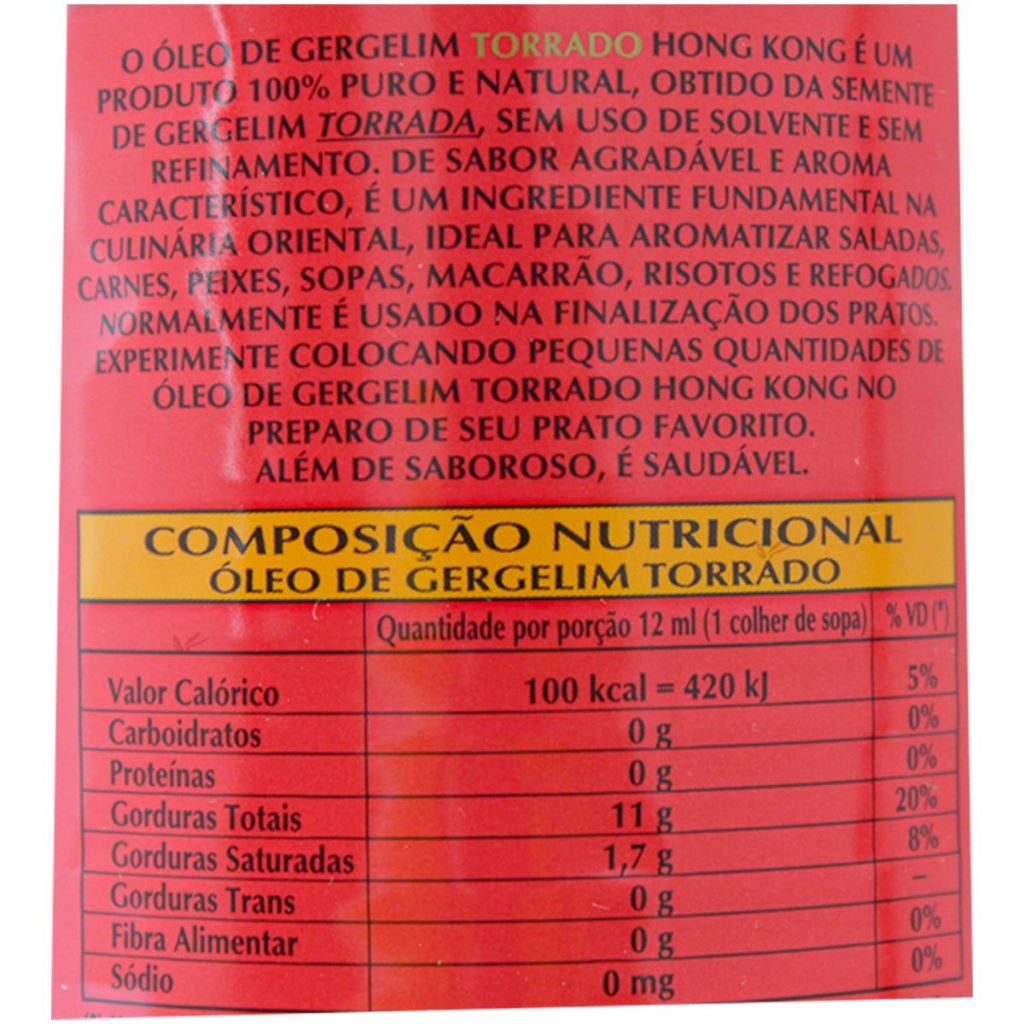 O ÓLEO DE GERGELIM TORRADO HONG KONG É UM
PRODUTO 100% PURO E NATURAL, OBTIDO DA SEMENTE
DE GERGELIM TORRADA, SEM USO DE SOLVENTE E SEM
REFINAMENTO. DE SABOR AGRADÁVEL E AROMA
CARACTERÍSTICO, É UM INGREDIENTE FUNDAMENTAL NA
CULINÁRIA ORIENTAL, IDEAL PARA AROMATIZAR SALADAS,
CARNES, PEIXES, SOPAS, MACARRÃO, RISOTOS E REFOGADOS.
NORMALMENTE É USADO NA FINALIZAÇÃO DOS PRATOS.
EXPERIMENTE COLOCANDO PEQUENAS QUANTIDADES DE
ÓLEO DE GERGELIM TORRADO HONG KONG NO
PREPARO DE SEU PRATO FAVORITO.
ALÉM DE SABOROSO, É SAUDÁVEL.
COMPOSIÇÃO NUTRICIONAL
ÓLEO DE GERGELIM TORRADO
Quantidade por porção 12 ml (1 colher de sopa) % VD (*)
Valor Calórico 100 kcal = 420 kJ 5%
Carboidratos 0 g 0%
Proteínas 0 g 0%
Gorduras Totais 11 g 20%
Gorduras Saturadas 1,7 g 8%
Gorduras Trans 0 g –
Fibra Alimentar 0 g 0%
Sódio 0 mg 0%